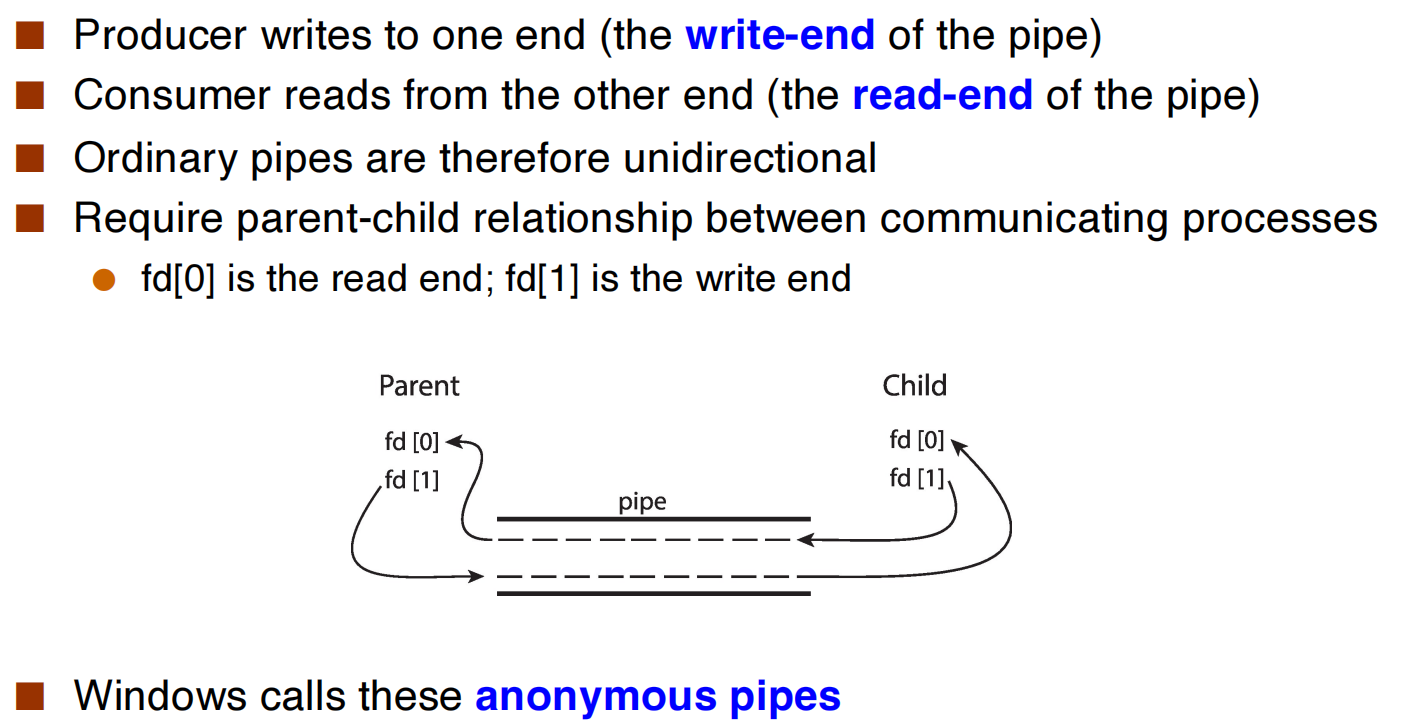 Producer writes to one end (the write-end of the pipe)
Consumer reads from the other end (the read-end of the pipe)
Ordinary pipes are therefore unidirectional
Require parent-child relationship between communicating processes
fd[0] is the read end; fd[1] is the write end
Parent
Child
fd [0]
fd [0]
fd [1]
fd [1]
pipe
Windows calls these anonymous pipes